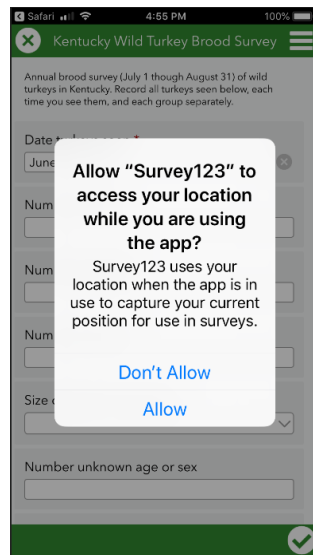 Safari 4:55 PM 100%
Kentucky Wild Turkey Brood Survey
Annual brood survey (July 1 though August 31) of wild
turkeys in Kentucky. Record all turkeys seen below, each
time you see them, and each group separately.
Date
June
Allow “Survey123” to
access your location
while you are using
the app?
Survey123 uses your
location when the app is in
use to capture your current
position for use in surveys.
Don’t Allow
Allow
Num
Num
Num
Size
Number unknown age or sex